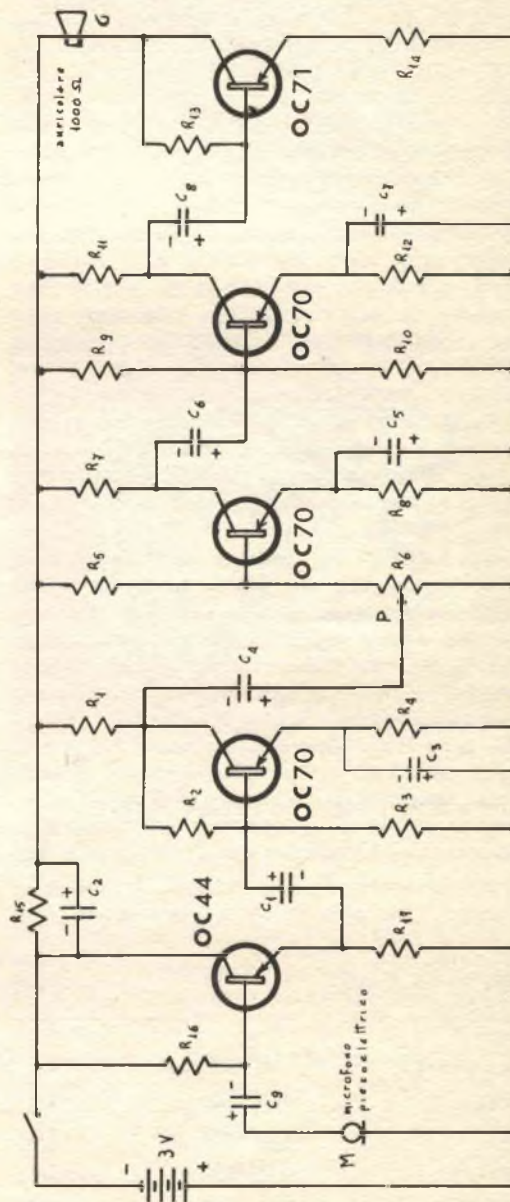 3 V
- +
M
microfono
piezoelettrico
C9
+ -
R16
OC44
R15
C2
- +
R17
C1
+ -
R2
R1
OC70
R3
C3
- +
R4
C4
- +
P
R5
R6
OC70
R7
R8
C5
- +
C6
- +
R9
R10
OC70
R11
R12
C7
- +
C8
- +
R13
OC71
R14
auricolare
1000 Ω
G